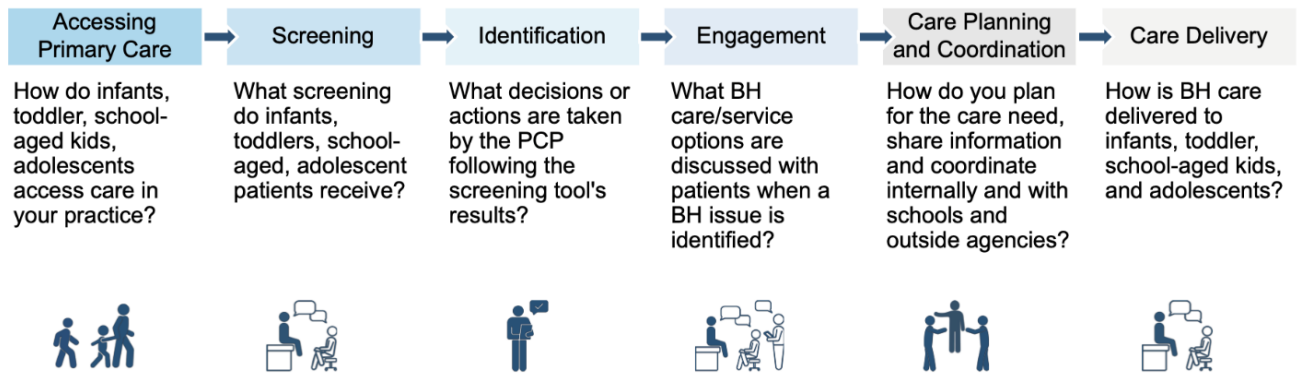 Accessing
Primary Care
Screening
Identification
Engagement
Care Planning
and Coordination
Care Delivery
How do infants,
toddler, school-
aged kids,
adolescents
access care in
your practice?
What screening
do infants,
toddlers, school-
aged, adolescent
patients receive?
What decisions or
actions are taken
by the PCP
following the
screening tool's
results?
What BH
care/service
options are
discussed with
patients when a
BH issue is
identified?
How do you plan
for the care need,
share information
and coordinate
internally and with
schools and
outside agencies?
How is BH care
delivered to
infants, toddler,
school-aged kids,
and adolescents?